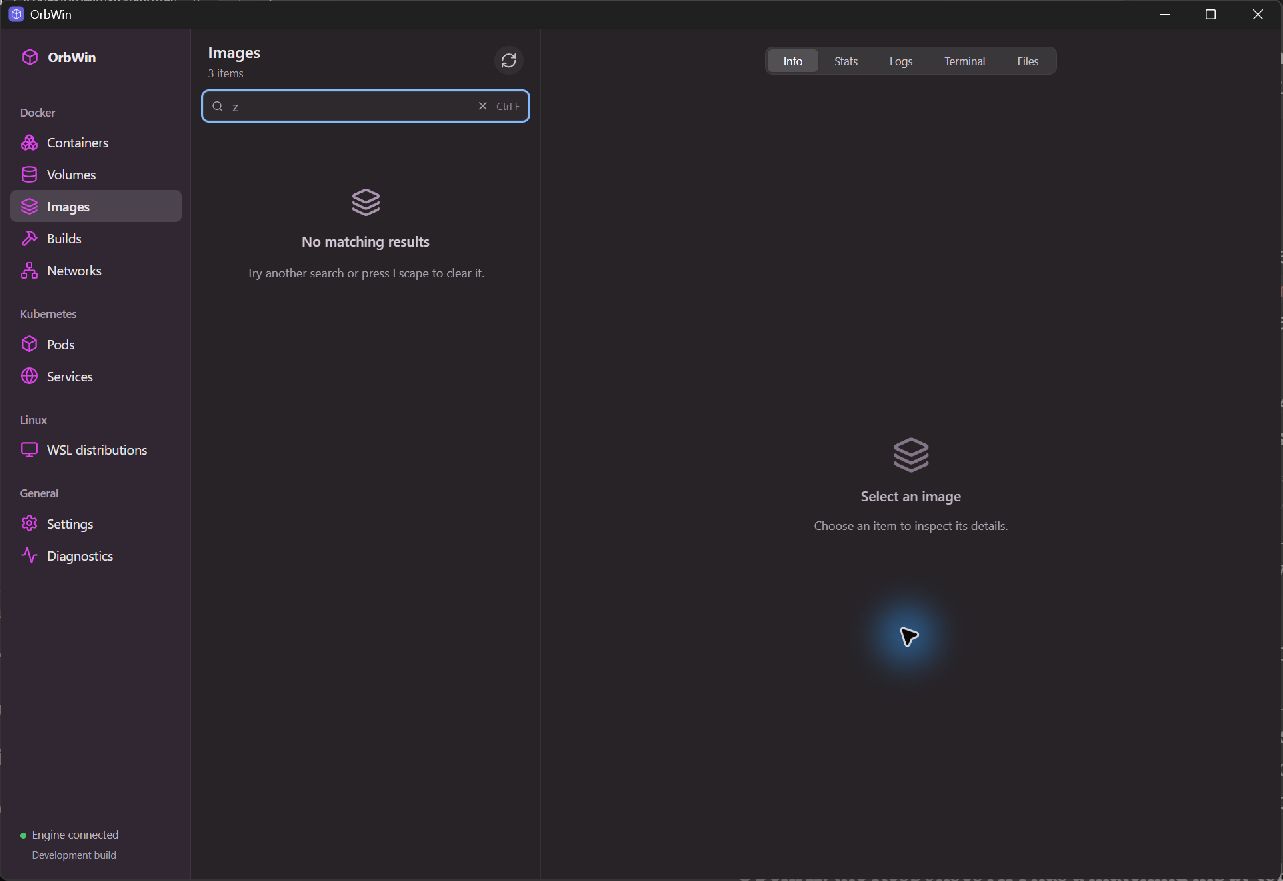 OrbWin
OrbWin
Docker
Containers
Volumes
Images
Builds
Networks
Kubernetes
Pods
Services
Linux
WSL distributions
General
Settings
Diagnostics
Engine connected
Development build
Images
3 items
z
Ctrl F
No matching results
Try another search or press Escape to clear it.
Info Stats Logs Terminal Files
Select an image
Choose an item to inspect its details.